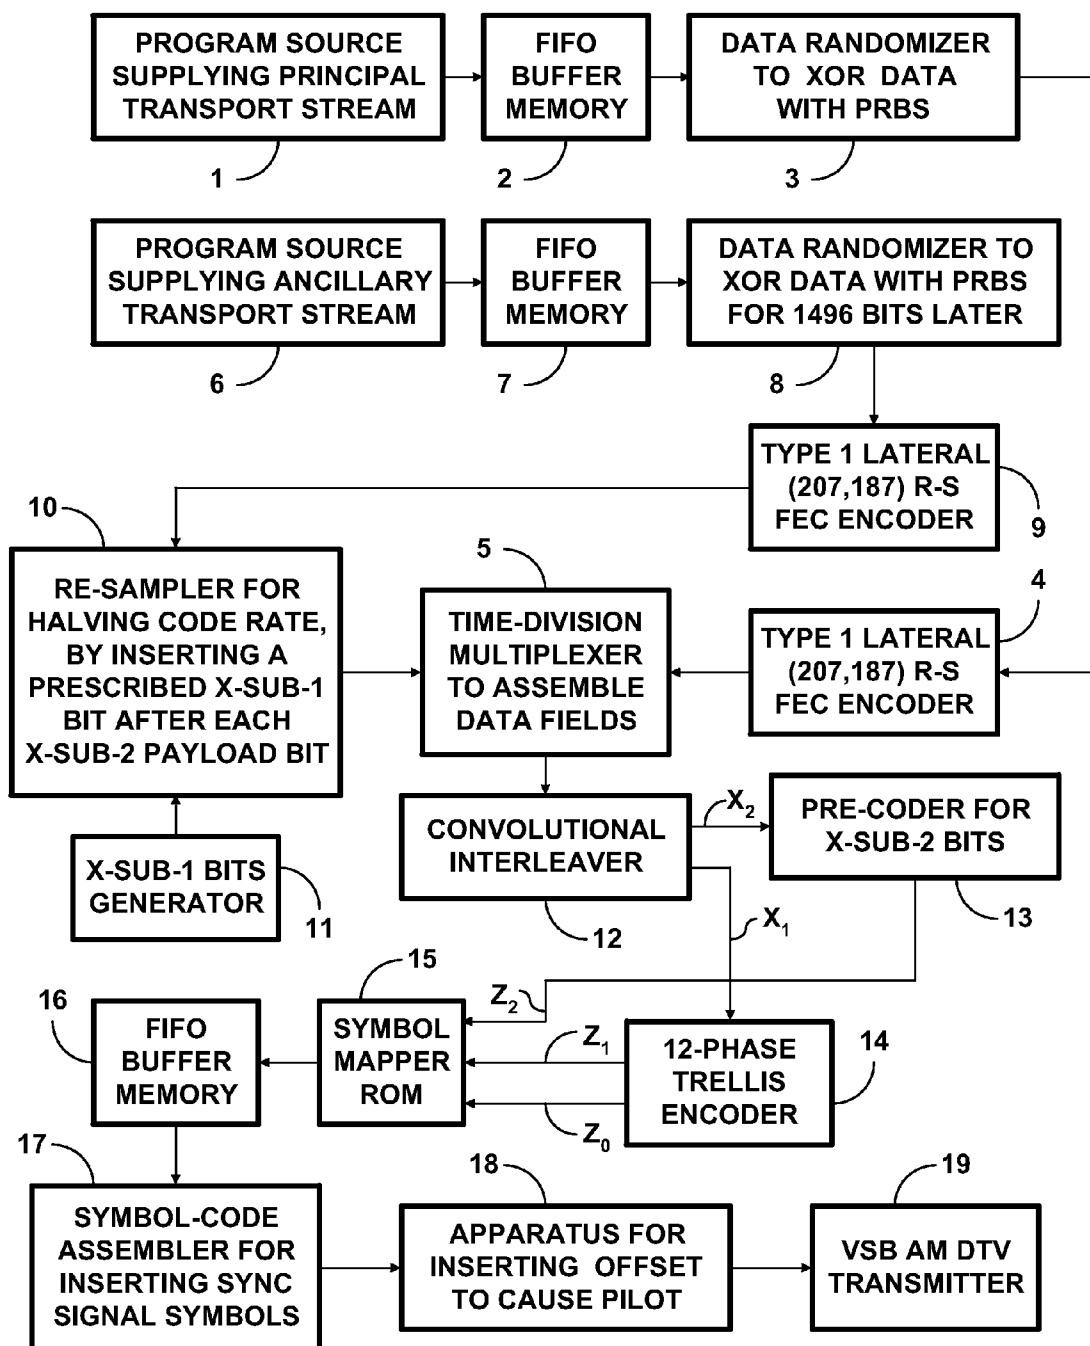 PROGRAM SOURCE
SUPPLYING PRINCIPAL
TRANSPORT STREAM
1
FIFO
BUFFER
MEMORY
2
DATA RANDOMIZER
TO XOR DATA
WITH PRBS
3
PROGRAM SOURCE
SUPPLYING ANCILLARY
TRANSPORT STREAM
6
FIFO
BUFFER
MEMORY
7
DATA RANDOMIZER TO
XOR DATA WITH PRBS
FOR 1496 BITS LATER
8
TYPE 1 LATERAL
(207,187) R-S
FEC ENCODER
9
10
RE-SAMPLER FOR
HALVING CODE RATE,
BY INSERTING A
PRESCRIBED X-SUB-1
BIT AFTER EACH
X-SUB-2 PAYLOAD BIT
5
TIME-DIVISION
MULTIPLEXER
TO ASSEMBLE
DATA FIELDS
4
TYPE 1 LATERAL
(207,187) R-S
FEC ENCODER
X-SUB-1 BITS
GENERATOR
11
CONVOLUTIONAL
INTERLEAVER
12
X2
X1
PRE-CODER FOR
X-SUB-2 BITS
13
16
FIFO
BUFFER
MEMORY
15
SYMBOL
MAPPER
ROM
Z2
Z1
Z0
12-PHASE
TRELLIS
ENCODER
14
17
SYMBOL-CODE
ASSEMBLER FOR
INSERTING SYNC
SIGNAL SYMBOLS
18
APPARATUS FOR
INSERTING OFFSET
TO CAUSE PILOT
19
VSB AM DTV
TRANSMITTER